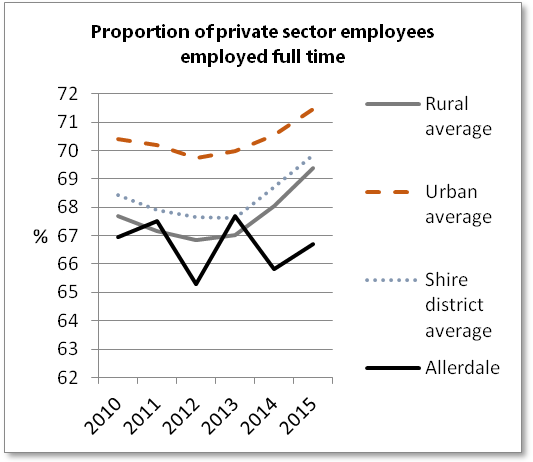 Proportion of private sector employees
employed full time
72
71
70
69
68
67
66
65
64
63
62
%
2010
2011
2012
2013
2014
2015
Rural
average
Urban
average
Shire
district
average
Allerdale